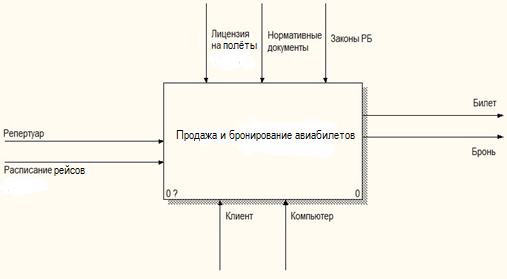 Лицензия
на полёты
Нормативные
документы
Законы РБ
Билет
Репертуар
Продажа и бронирование авиабилетов
Бронь
Расписание рейсов
0 ?
0
Клиент
Компьютер